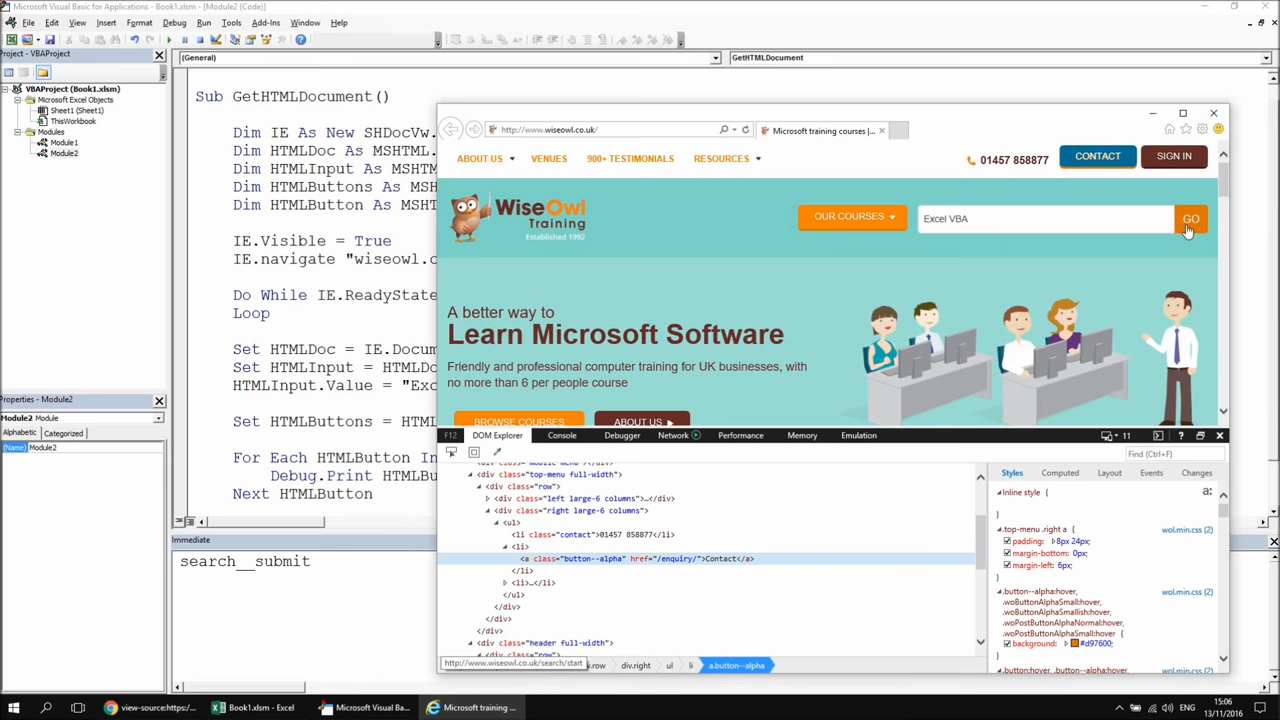 Microsoft Visual Basic for Applications - Book1.xlsm - [Module2 (Code)]
File Edit View Insert Format Debug Run Tools Add-Ins Window Help
Project - VBAProject
(General)
GetHTMLDocument
VBAProject (Book1.xlsm)
Microsoft Excel Objects
Sheet1 (Sheet1)
ThisWorkbook
Modules
Module1
Module2
Properties - Module2
Module2 Module
Alphabetic Categorized
(Name) Module2
Sub GetHTMLDocument()
Dim IE As New SHDocVw.
Dim HTMLDoc As MSHTML.
Dim HTMLInput As MSHTM
Dim HTMLButtons As MSH
Dim HTMLButton As MSHT
IE.Visible = True
IE.navigate "wiseowl.c
Do While IE.ReadyState
Loop
Set HTMLDoc = IE.Docum
Set HTMLInput = HTMLDo
HTMLInput.Value = "Exc
Set HTMLButtons = HTML
For Each HTMLButton In
Debug.Print HTMLBu
Next HTMLButton
Immediate
search__submit
http://www.wiseowl.co.uk/
Microsoft training courses |...
ABOUT US VENUES 900+ TESTIMONIALS RESOURCES
01457 858877 CONTACT SIGN IN
WiseOwl
Training
Established 1992
OUR COURSES
Excel VBA
GO
A better way to
Learn Microsoft Software
Friendly and professional computer training for UK businesses, with
no more than 6 per people course
BROWSE COURSES ABOUT US
F12 DOM Explorer Console Debugger Network Performance Memory Emulation 11
Find (Ctrl+F)
<div class="mobile-menu"></div>
<div class="top-menu full-width">
<div class="row">
<div class="left large-6 columns">…</div>
<div class="right large-6 columns">
<ul>
<li class="contact">01457 858877</li>
<li>
<a class="button--alpha" href="/enquiry/">Contact</a>
</li>
<li>…</li>
</ul>
</div>
</div>
</div>
<div class="header full-width">
<div class="row">
http://www.wiseowl.co.uk/search/start
v.row div.right ul li a.button--alpha
Styles Computed Layout Events Changes
Inline style {
a:
}
.top-menu .right a { wol.min.css (2)
padding: 8px 24px;
margin-bottom: 0px;
margin-left: 6px;
}
.button--alpha:hover, wol.min.css (2)
.woButtonAlphaSmall:hover,
.woButtonAlphaSmallish:hover,
.woPostButtonAlphaNormal:hover,
.woPostButtonAlphaSmall:hover {
background: #d97600;
}
.button:hover, .button.alpha:hover, wol.min.css (2)
view-source:https:/...
Book1.xlsm - Excel
Microsoft Visual Ba...
Microsoft training ...
ENG
15:06
13/11/2016